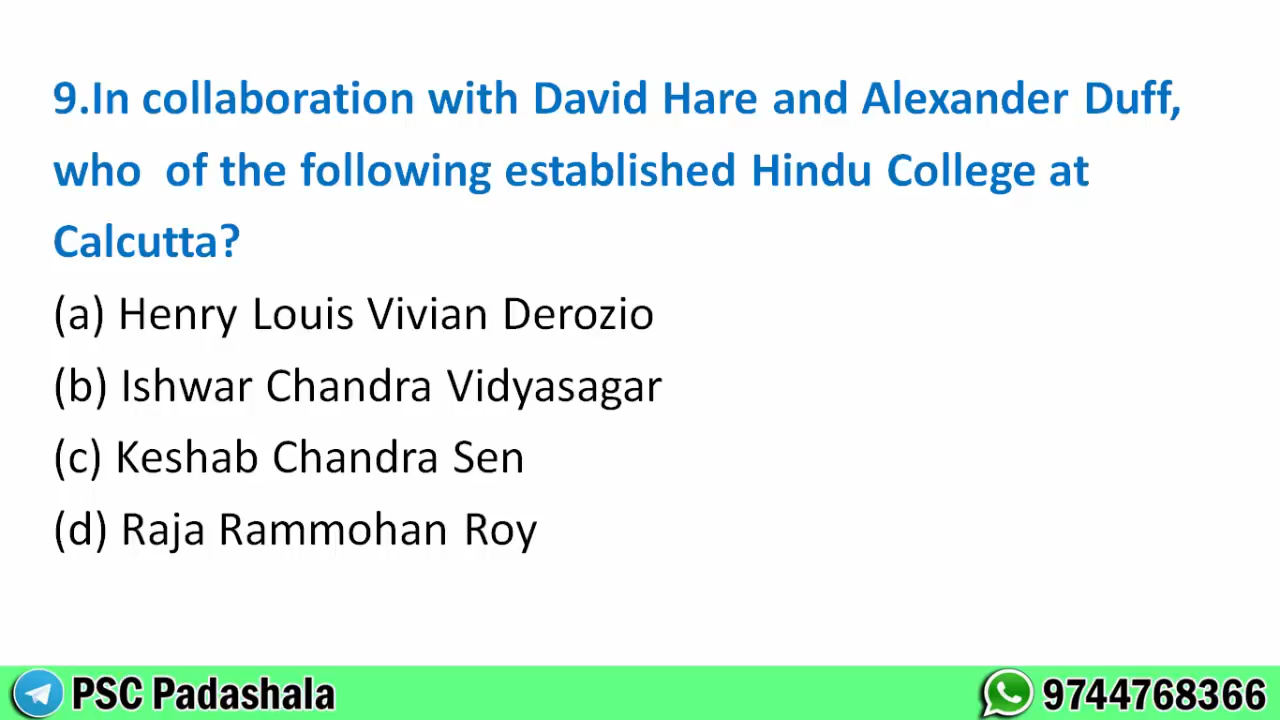 9.In collaboration with David Hare and Alexander Duff,
who  of the following established Hindu College at
Calcutta?
(a) Henry Louis Vivian Derozio
(b) Ishwar Chandra Vidyasagar
(c) Keshab Chandra Sen
(d) Raja Rammohan Roy
PSC Padashala 9744768366